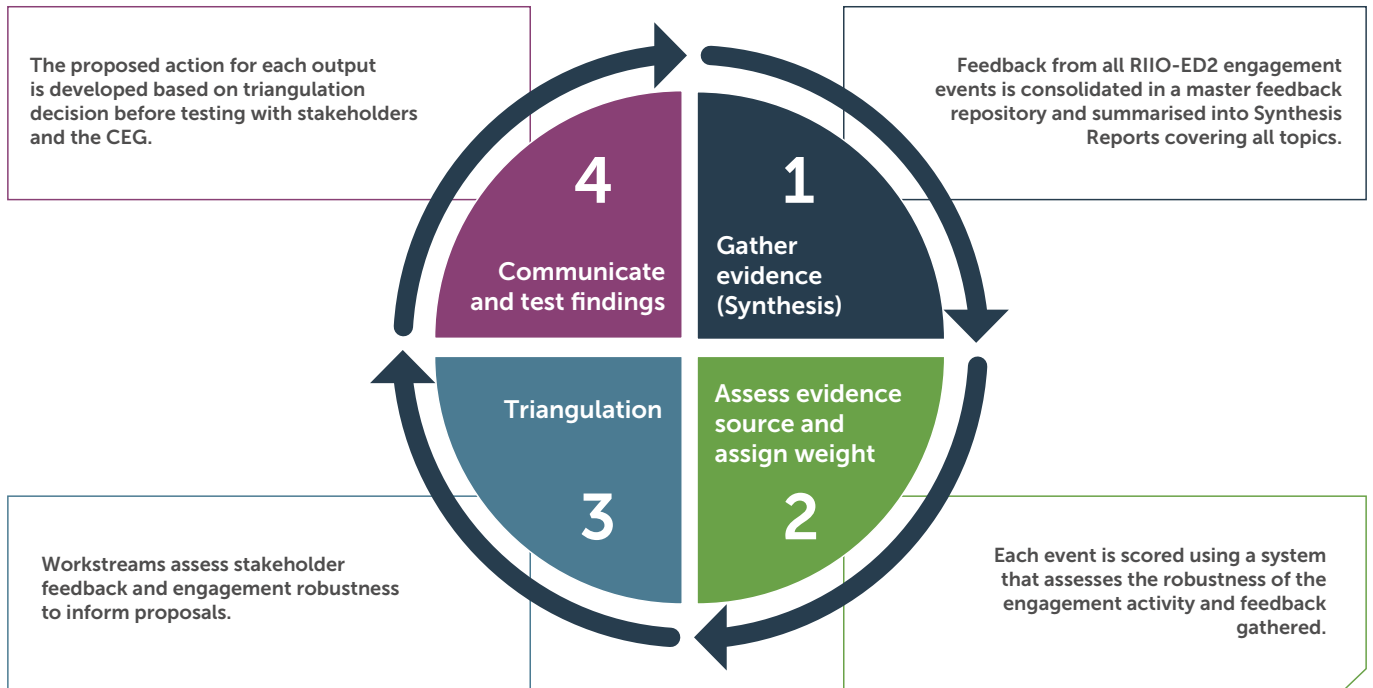 The proposed action for each output
is developed based on triangulation
decision before testing with stakeholders
and the CEG.
Feedback from all RIIO-ED2 engagement
events is consolidated in a master feedback
repository and summarised into Synthesis
Reports covering all topics.
4
Communicate
and test findings
1
Gather
evidence
(Synthesis)
Triangulation
3
Assess evidence
source and
assign weight
2
Workstreams assess stakeholder
feedback and engagement robustness
to inform proposals.
Each event is scored using a system
that assesses the robustness of the
engagement activity and feedback
gathered.